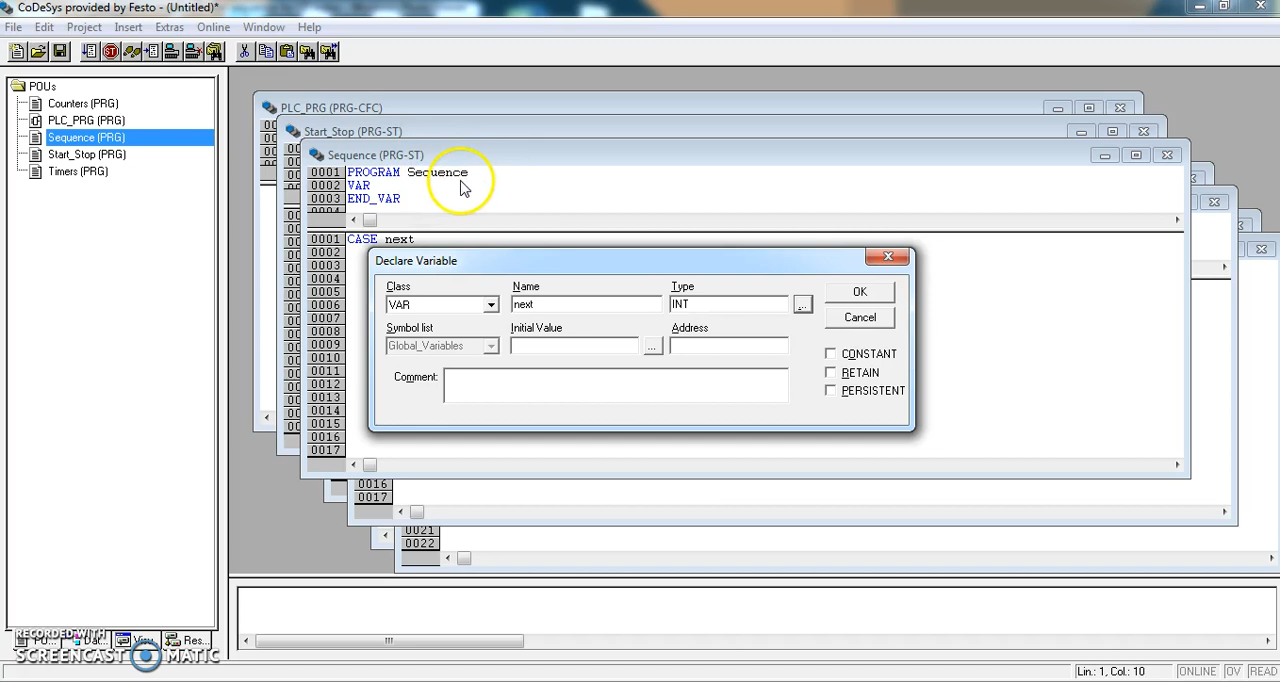 CoDeSys provided by Festo - (Untitled)*
File Edit Project Insert Extras Online Window Help
POUs
Counters (PRG)
PLC_PRG (PRG)
Sequence (PRG)
Start_Stop (PRG)
Timers (PRG)
PLC_PRG (PRG-CFC)
Start_Stop (PRG-ST)
Sequence (PRG-ST)
0001 PROGRAM Sequence
0002 VAR
0003 END_VAR
0004
0001 CASE next
0002
0003
0004
0005
0006
0007
0008
0009
0010
0011
0012
0013
0014
0015
0016
0017
Declare Variable
Class Name Type
VAR next INT ... OK
Symbol list Initial Value Address Cancel
Global_Variables ...
Comment:
CONSTANT
RETAIN
PERSISTENT
0016
0017
0021
0022
Res...
RECORDED WITH
SCREENCAST MATIC
Lin.: 1, Col.: 10 ONLINE OV READ